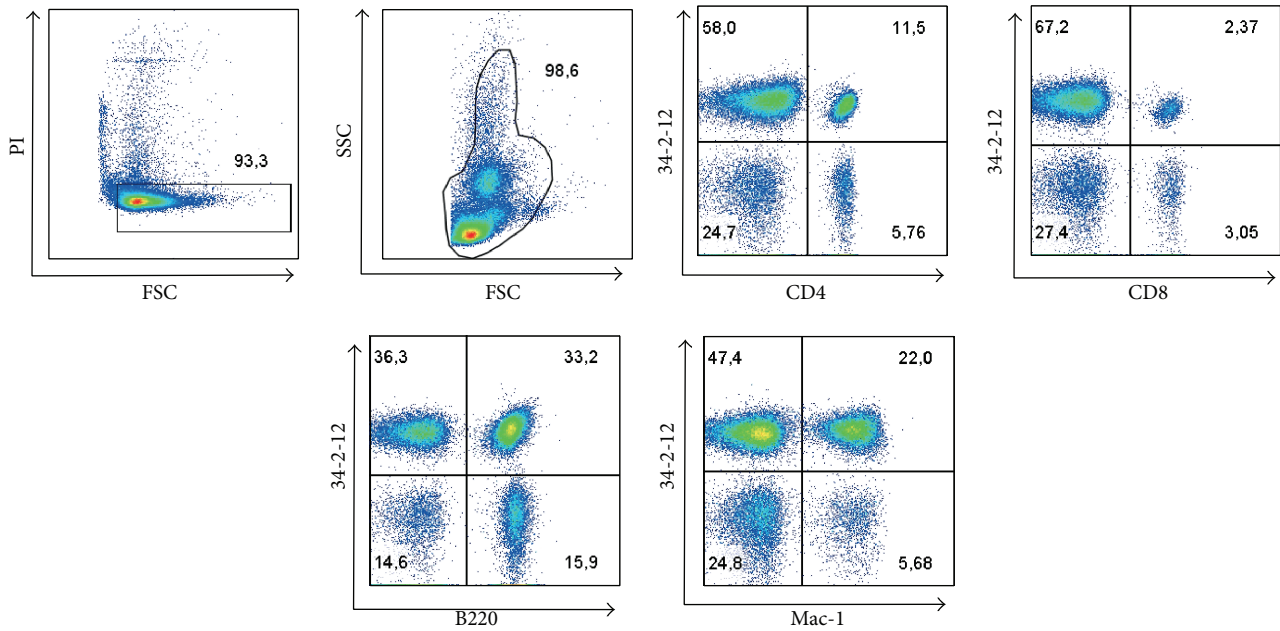 PI
93,3
FSC
SSC
98,6
FSC
34-2-12
58,0
11,5
24,7
5,76
CD4
34-2-12
67,2
2,37
27,4
3,05
CD8
34-2-12
36,3
33,2
14,6
15,9
B220
34-2-12
47,4
22,0
24,8
5,68
Mac-1